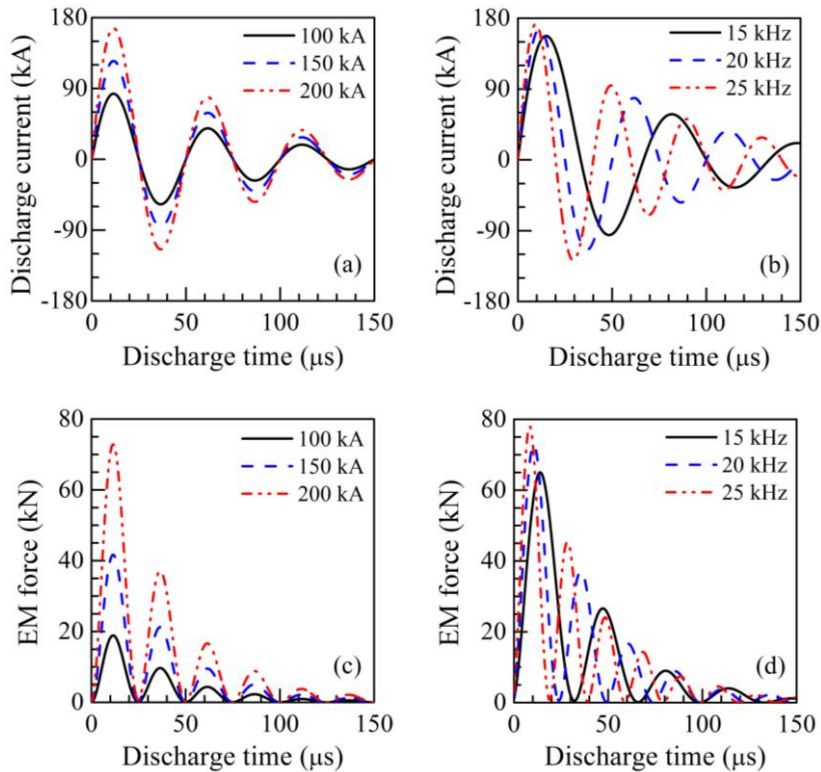 180
90
0
-90
-180
Discharge current (kA)
100 kA
150 kA
200 kA
(a)
0 50 100 150
Discharge time (μs)
180
90
0
-90
-180
Discharge current (kA)
15 kHz
20 kHz
25 kHz
(b)
0 50 100 150
Discharge time (μs)
80
60
40
20
0
EM force (kN)
100 kA
150 kA
200 kA
(c)
0 50 100 150
Discharge time (μs)
80
60
40
20
0
EM force (kN)
15 kHz
20 kHz
25 kHz
(d)
0 50 100 150
Discharge time (μs)